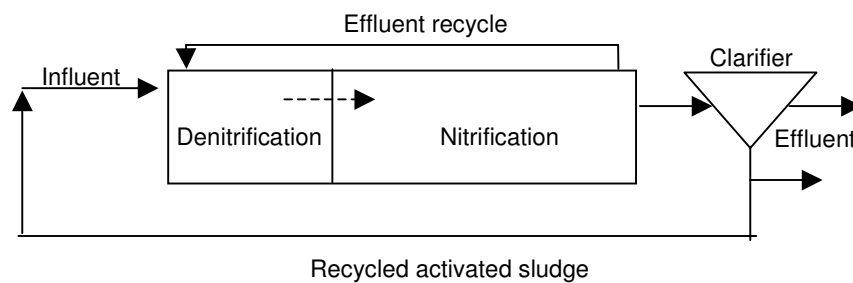 Effluent recycle
Clarifier
Influent
Denitrification
Nitrification
Effluent
Recycled activated sludge